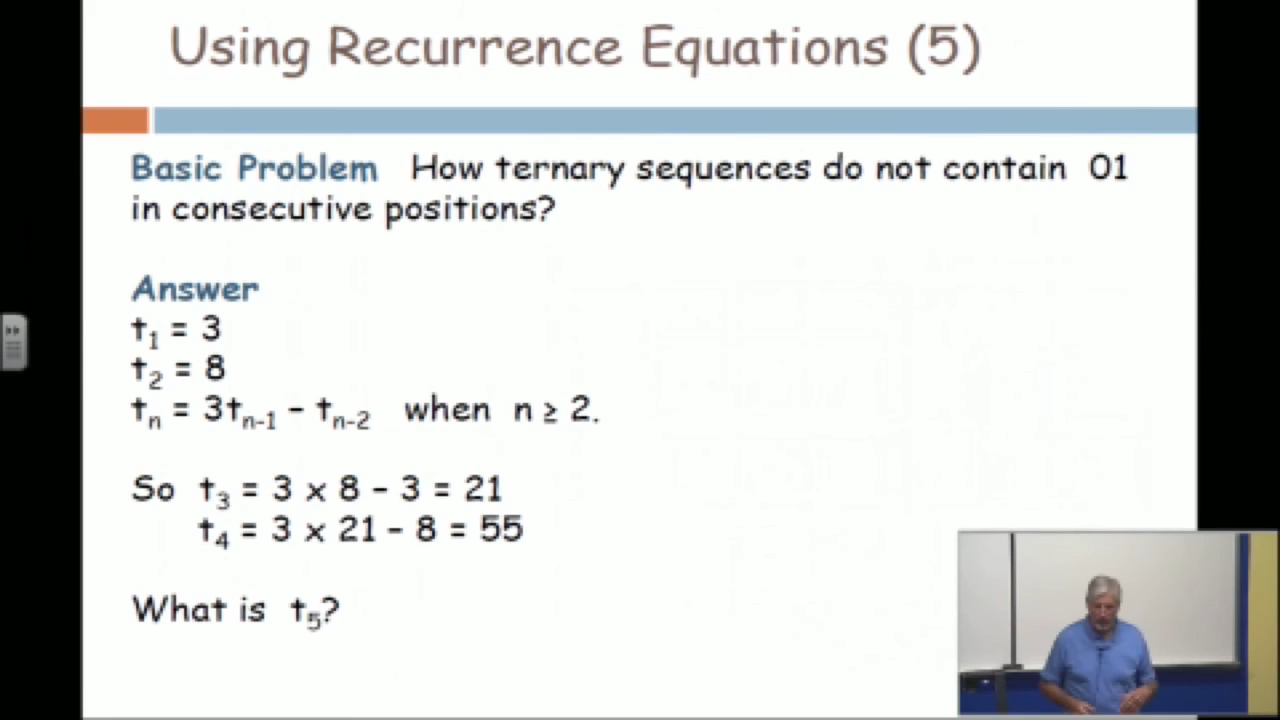 Using Recurrence Equations (5)
Basic Problem How ternary sequences do not contain 01
in consecutive positions?
Answer
t₁ = 3
t₂ = 8
tₙ = 3tₙ₋₁ – tₙ₋₂ when n ≥ 2.
So t₃ = 3 x 8 – 3 = 21
t₄ = 3 x 21 – 8 = 55
What is t₅?